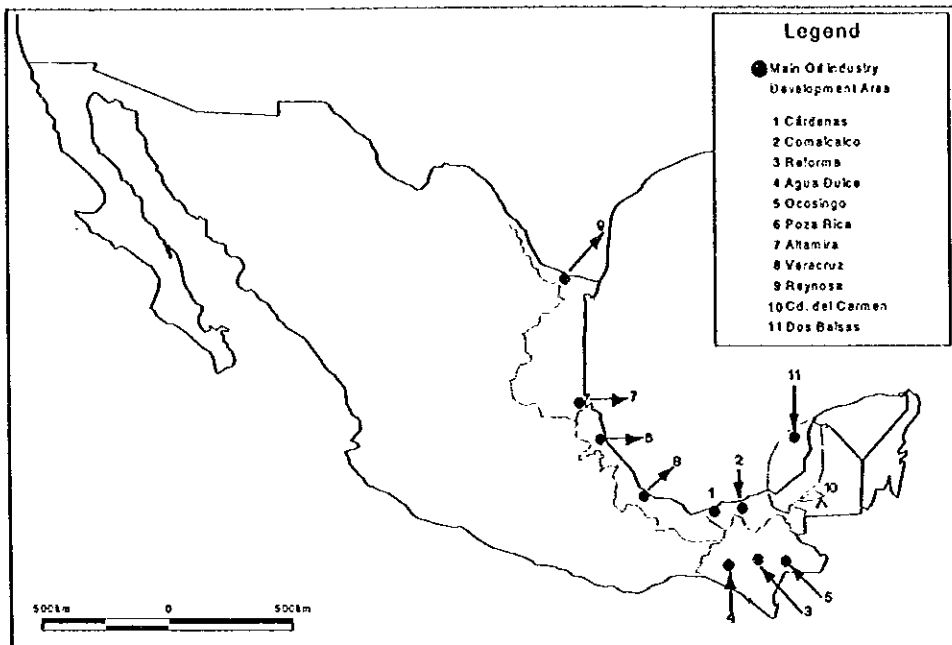 Legend
Main Oil Industry
Development Area
1 Cárdenas
2 Comalcalco
3 Reforma
4 Agua Dulce
5 Ocosingo
6 Poza Rica
7 Altamira
8 Veracruz
9 Reynosa
10 Cd. del Carmen
11 Dos Balsas
9
11
7
6
8
2
1
10
4
3
5
500km 0 500km